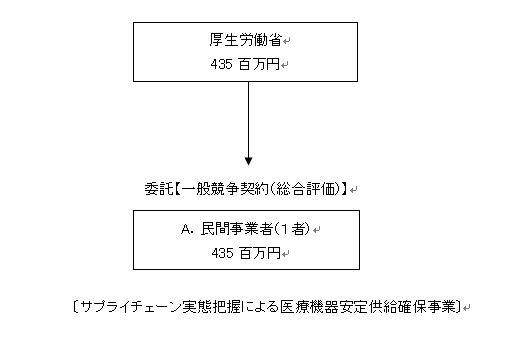 厚生労働省
435 百万円
委託【一般競争契約(総合評価)】
A. 民間事業者(1者)
435 百万円
〔サプライチェーン実態把握による医療機器安定供給確保事業〕